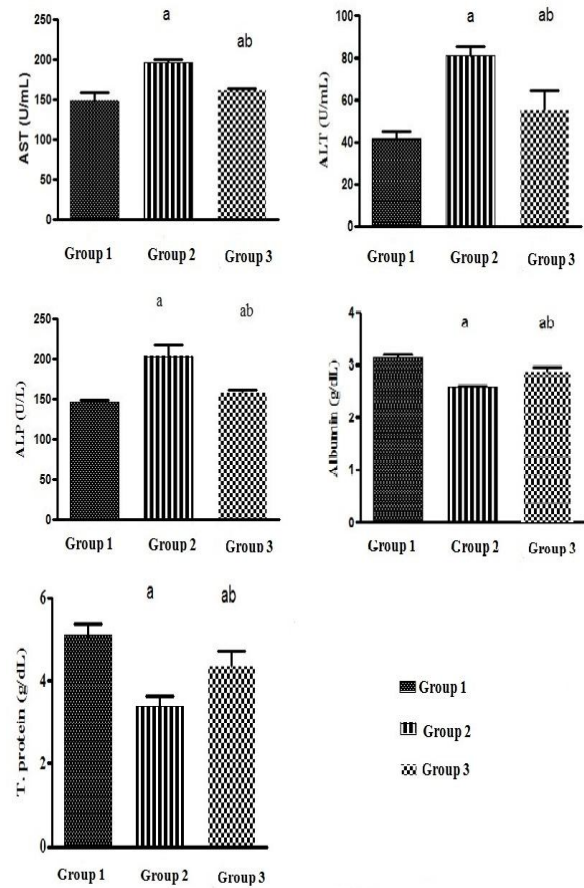 a
ab
AST (U/mL)
250
200
150
100
50
0
Group 1
Group 2
Group 3
a
ab
ALT (U/mL)
80
60
40
20
0
Group 1
Group 2
Group 3
a
ab
ALP (U/L)
250
200
150
100
50
0
Group 1
Group 2
Group 3
a
ab
Albumin (g/dL)
4
3
2
1
0
Group 1
Group 2
Group 3
a
ab
T. protein (g/dL)
6
4
2
0
Group 1
Group 2
Group 3
Group 1
Group 2
Group 3